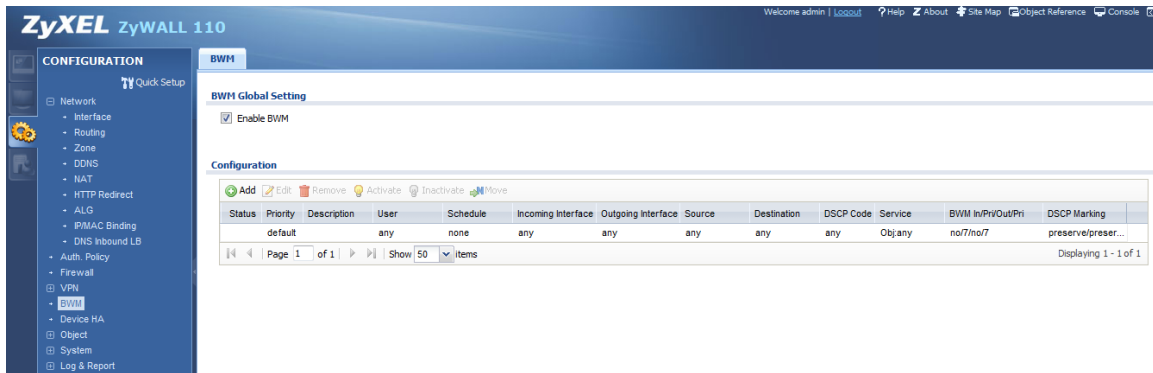 Welcome admin | Logout ? Help Z About Site Map Object Reference Console
ZyXEL ZyWALL 110
CONFIGURATION
Quick Setup
Network
Interface
Routing
Zone
DDNS
NAT
HTTP Redirect
ALG
IP/MAC Binding
DNS Inbound LB
Auth. Policy
Firewall
VPN
BWM
Device HA
Object
System
Log & Report
BWM
BWM Global Setting
Enable BWM
Configuration
Add Edit Remove Activate Inactivate Move
Status Priority Description User Schedule Incoming Interface Outgoing Interface Source Destination DSCP Code Service BWM In/Pri/Out/Pri DSCP Marking
default any none any any any any any Obj:any no/7/no/7 preserve/preser...
Page 1 of 1 Show 50 items Displaying 1 - 1 of 1